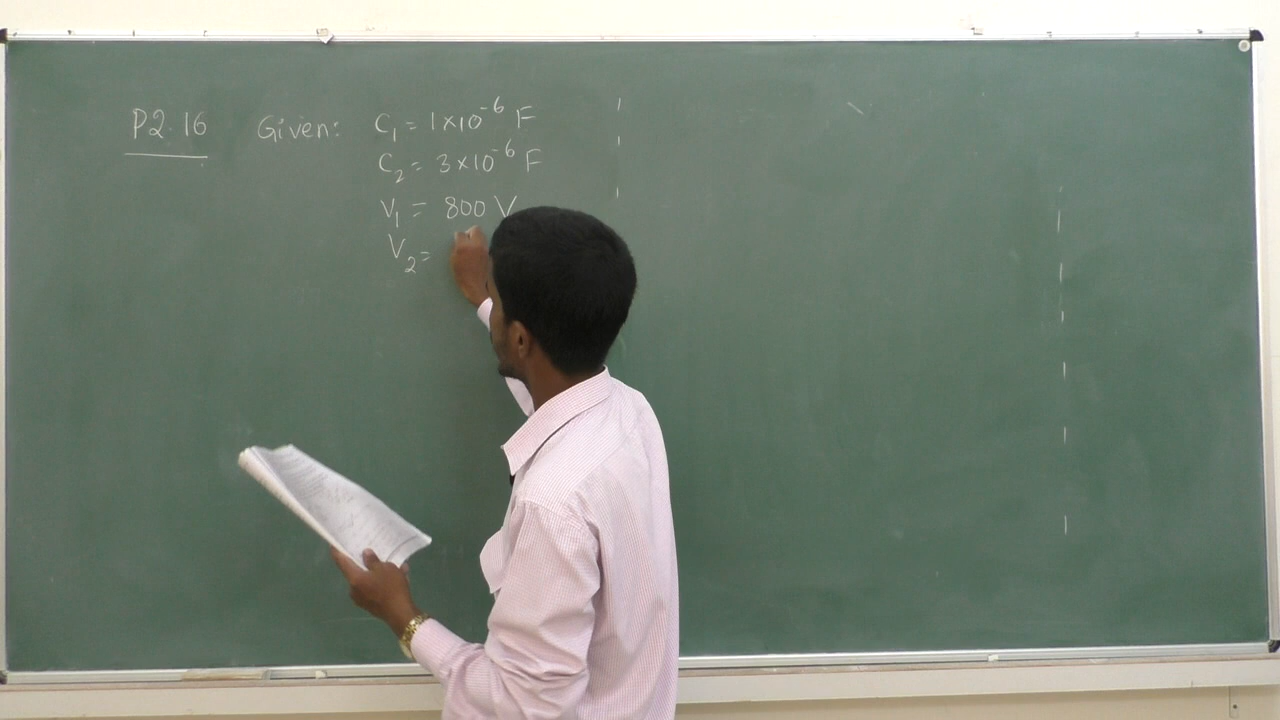 P2.16 Given: C₁ = 1×10⁻⁶ F
C₂ = 3×10⁻⁶ F
V₁ = 800 V
V₂ =